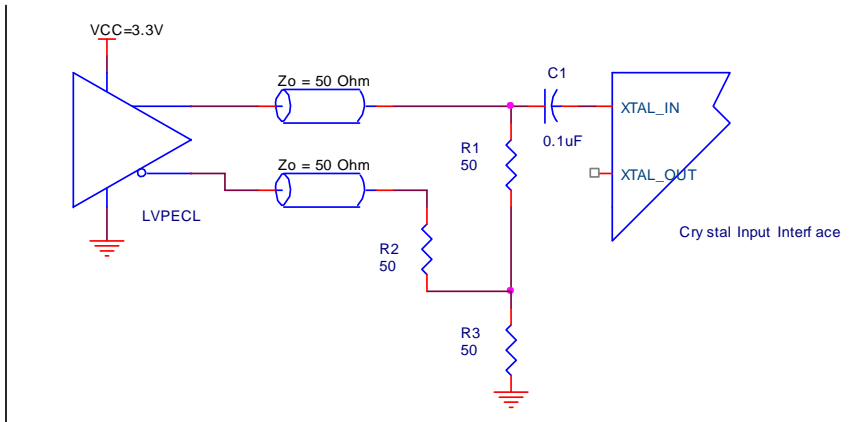 VCC=3.3V
Zo = 50 Ohm
C1
XTAL_IN
0.1uF
R1
50
Zo = 50 Ohm
XTAL_OUT
LVPECL
Cry stal Input Interf ace
R2
50
R3
50